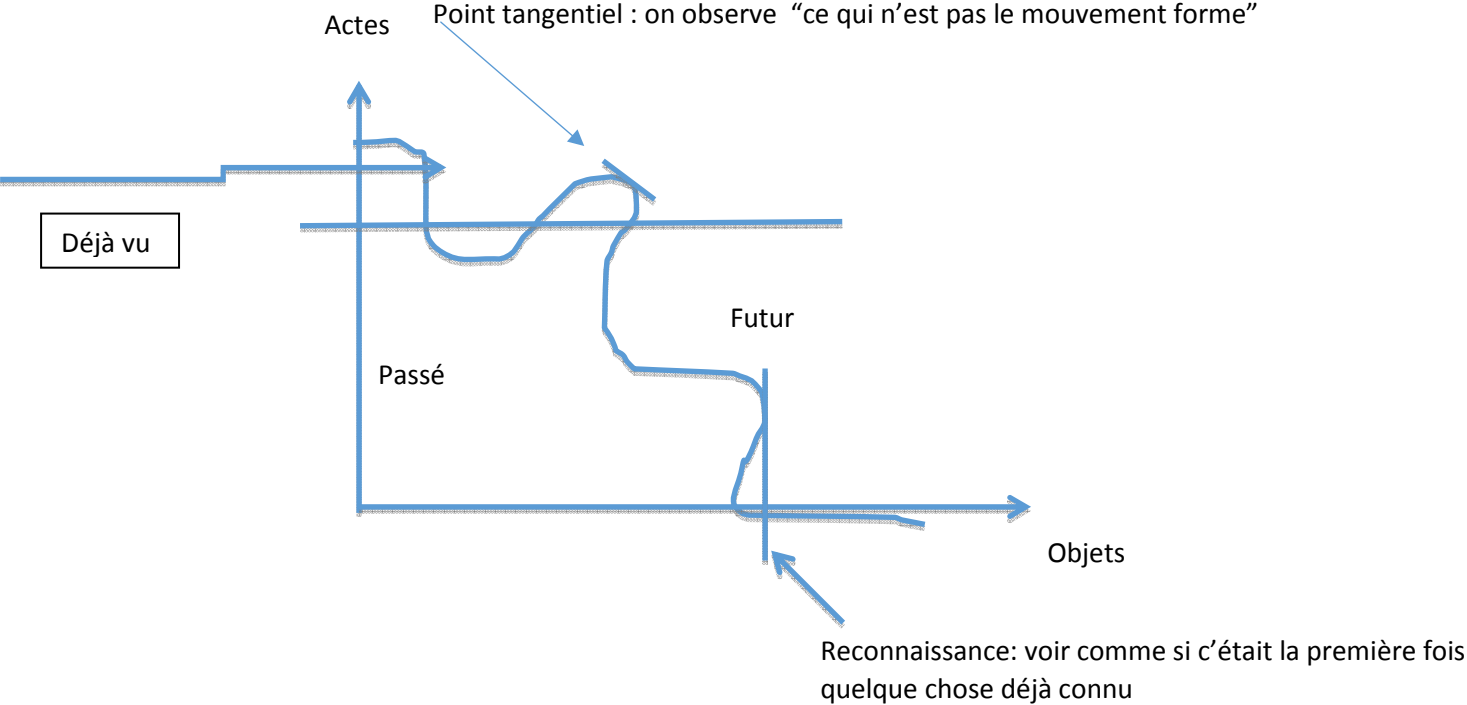 Point tangentiel : on observe “ce qui n’est pas le mouvement forme”
Actes
Déjà vu
Futur
Passé
Objets
Reconnaissance: voir comme si c’était la première fois
quelque chose déjà connu